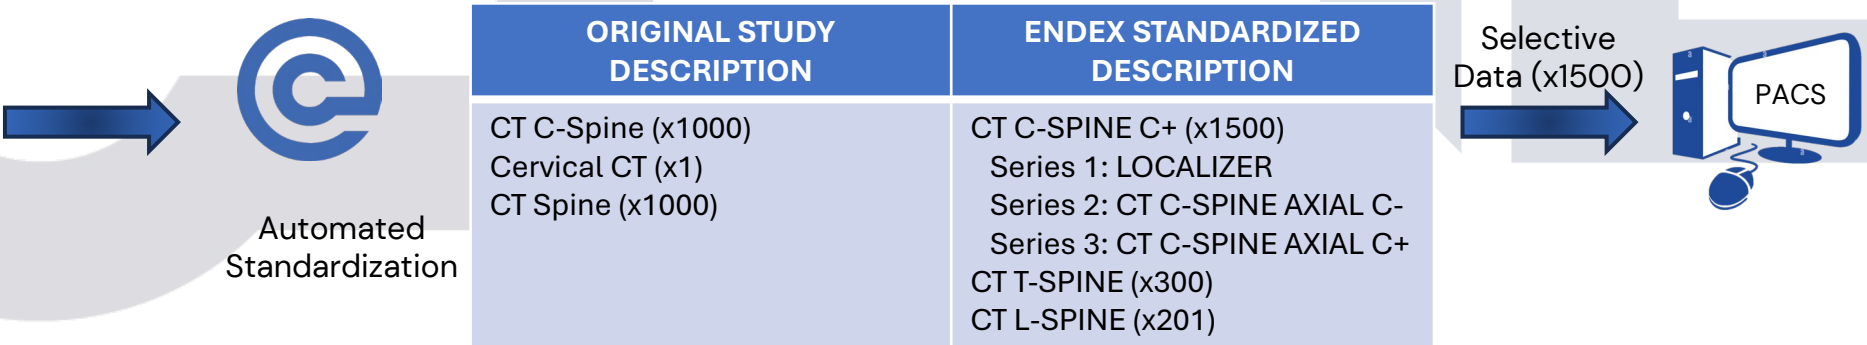 Automated
Standardization
ORIGINAL STUDY
DESCRIPTION
CT C-Spine (x1000)
Cervical CT (x1)
CT Spine (x1000)
ENDEX STANDARDIZED
DESCRIPTION
CT C-SPINE C+ (x1500)
Series 1: LOCALIZER
Series 2: CT C-SPINE AXIAL C-
Series 3: CT C-SPINE AXIAL C+
CT T-SPINE (x300)
CT L-SPINE (x201)
Selective
Data (x1500)
PACS